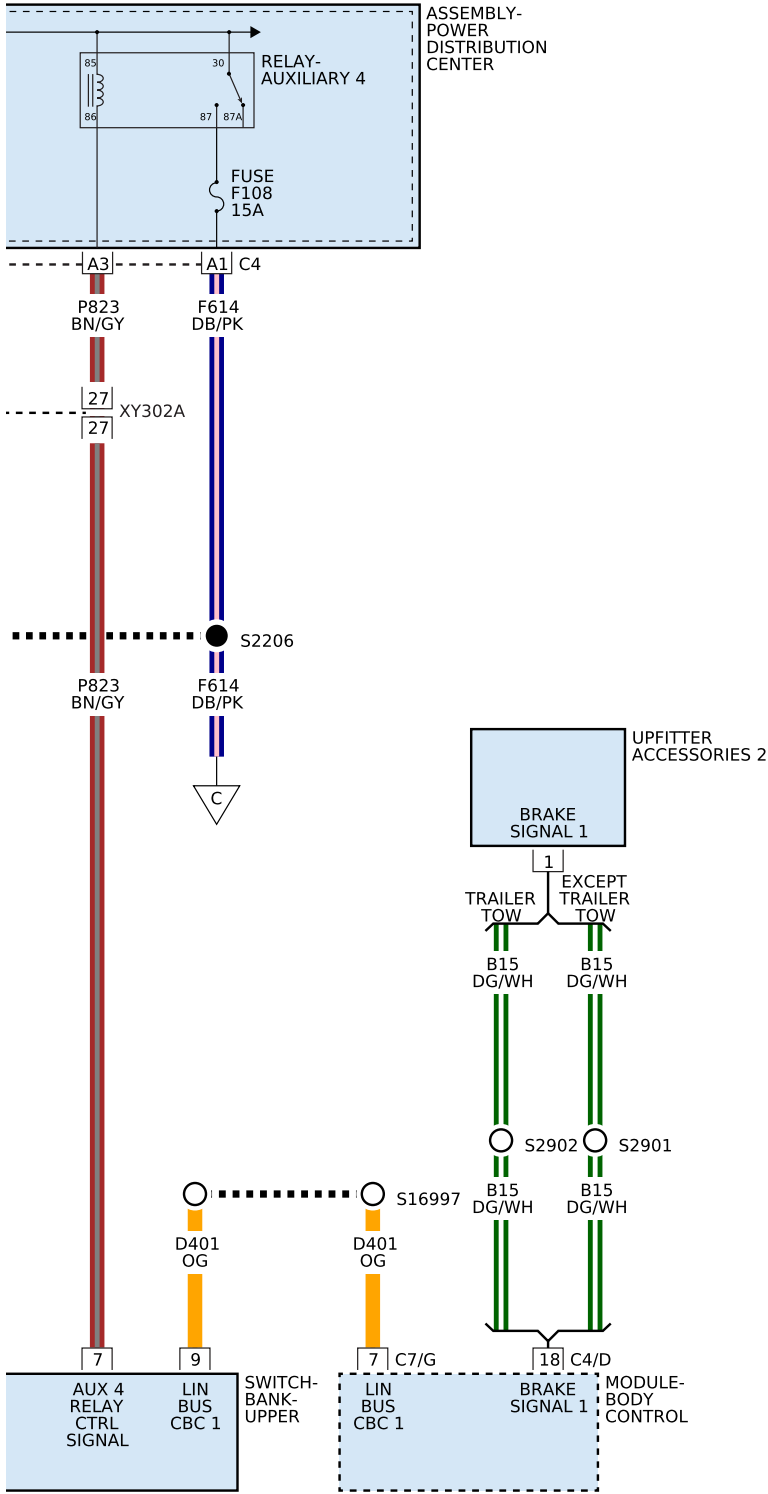 ASSEMBLY-
POWER
DISTRIBUTION
CENTER
85
30
RELAY-
AUXILIARY 4
86
87
87A
FUSE
F108
15A
A3
A1
C4
P823
BN/GY
F614
DB/PK
27
XY302A
27
S2206
P823
BN/GY
F614
DB/PK
C
UPFITTER
ACCESSORIES 2
BRAKE
SIGNAL 1
1
TRAILER
TOW
EXCEPT
TRAILER
TOW
B15
DG/WH
B15
DG/WH
S2902
S2901
B15
DG/WH
B15
DG/WH
S16997
D401
OG
D401
OG
7
9
7
C7/G
18
C4/D
AUX 4
RELAY
CTRL
SIGNAL
LIN
BUS
CBC 1
SWITCH-
BANK-
UPPER
LIN
BUS
CBC 1
BRAKE
SIGNAL 1
MODULE-
BODY
CONTROL